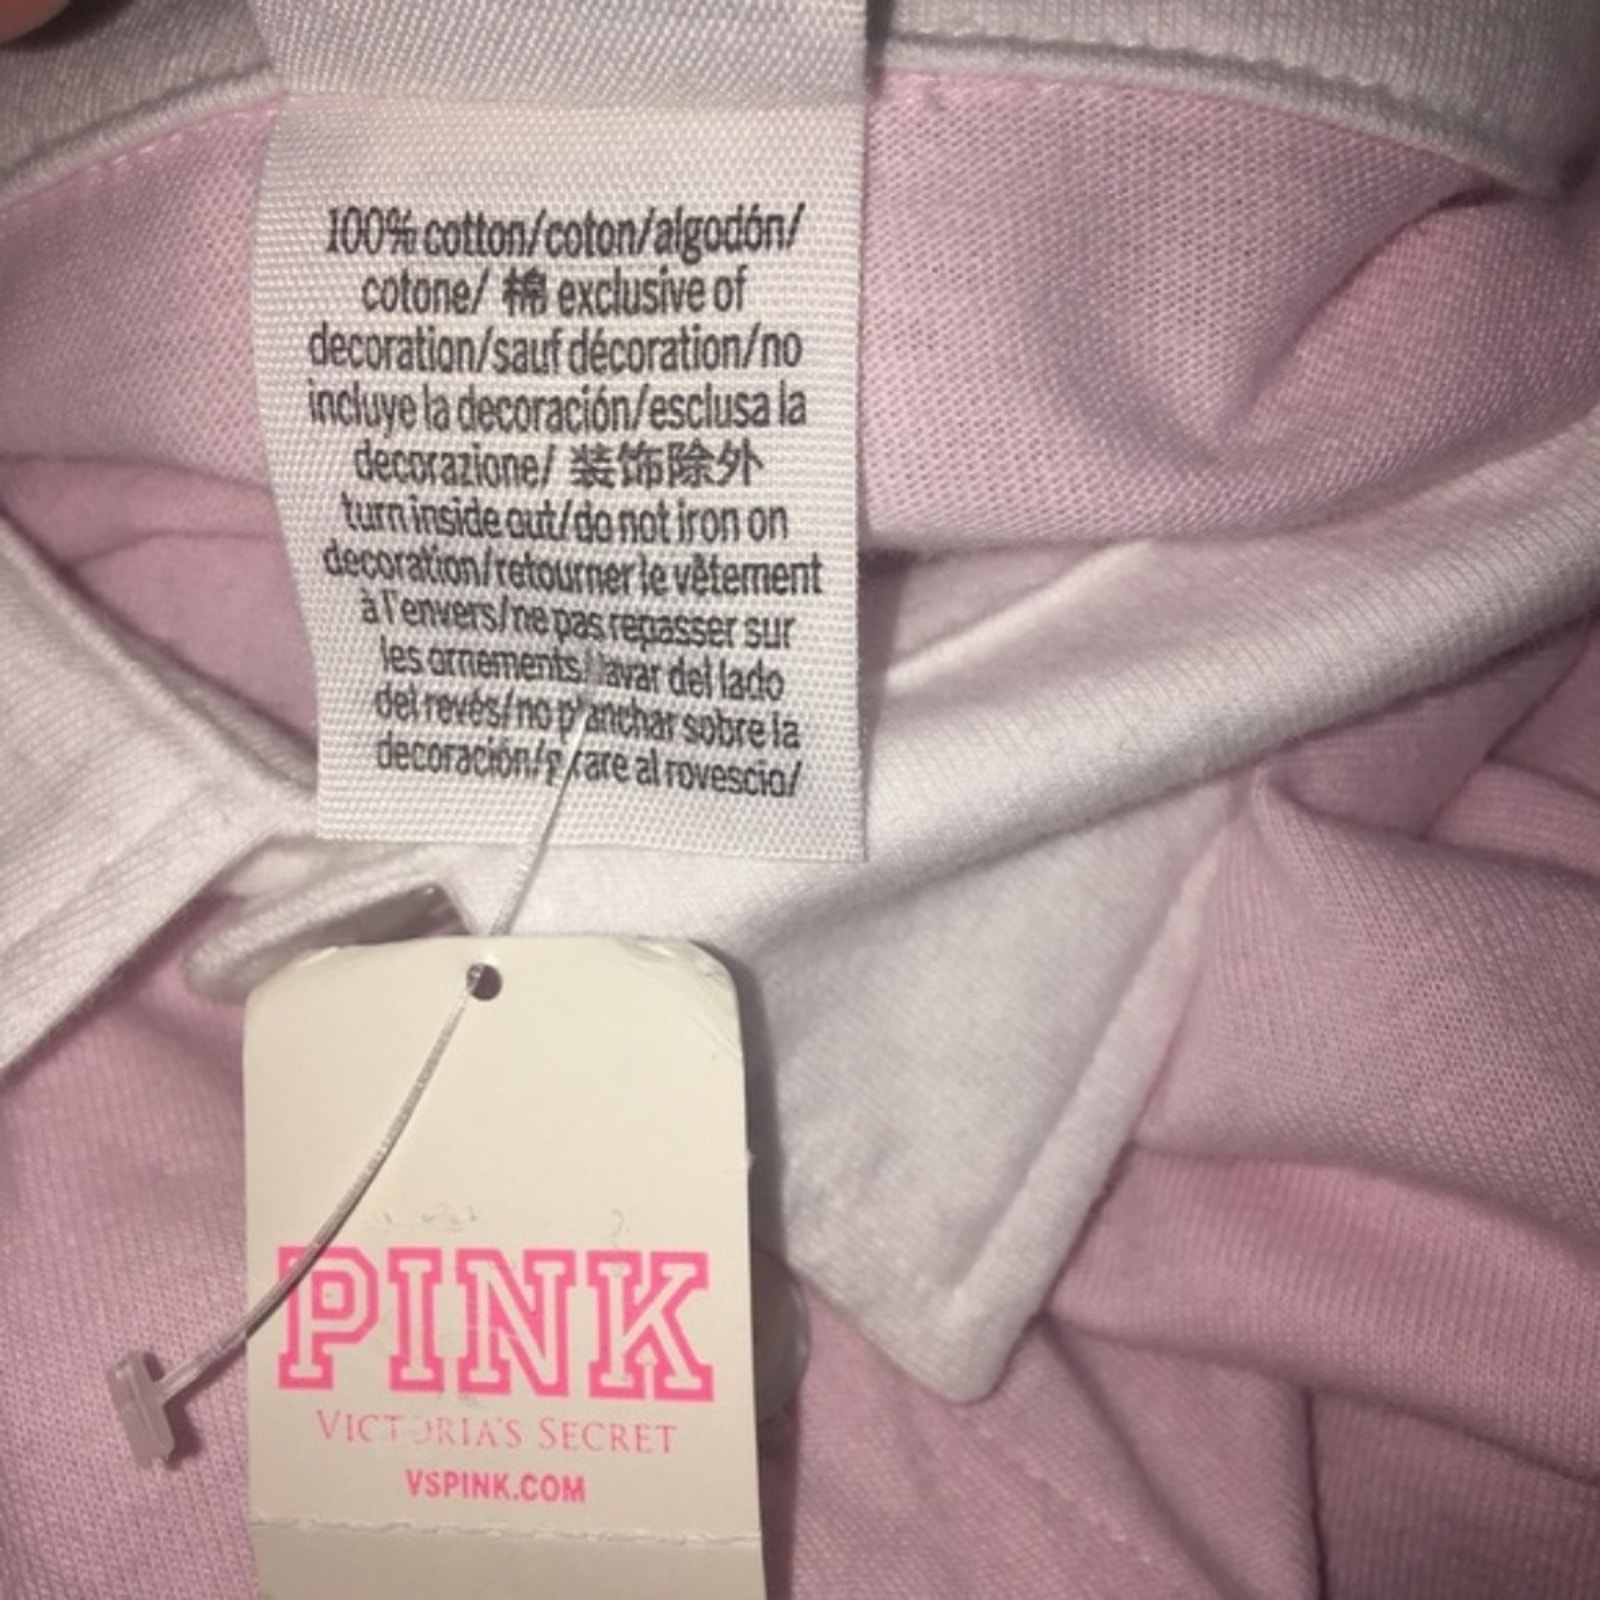 100% cotton/coton/algodón/
cotone/ 棉 exclusive of
decoration/sauf décoration/no
incluye la decoración/esclusa la
decorazione/ 装饰除外
turn inside out/do not iron on
decoration/retourner le vêtement
à l'envers/ne pas repasser sur
les ornements/lavar del lado
del revés/no planchar sobre la
decoración/girare al rovescio/
PINK
VICTORIA'S SECRET
VSPINK.COM